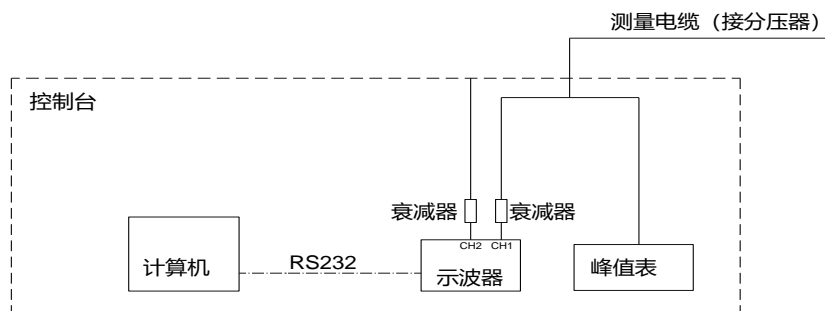 测量电缆（接分压器）
控制台
衰减器
衰减器
CH2
CH1
计算机
RS232
示波器
峰值表